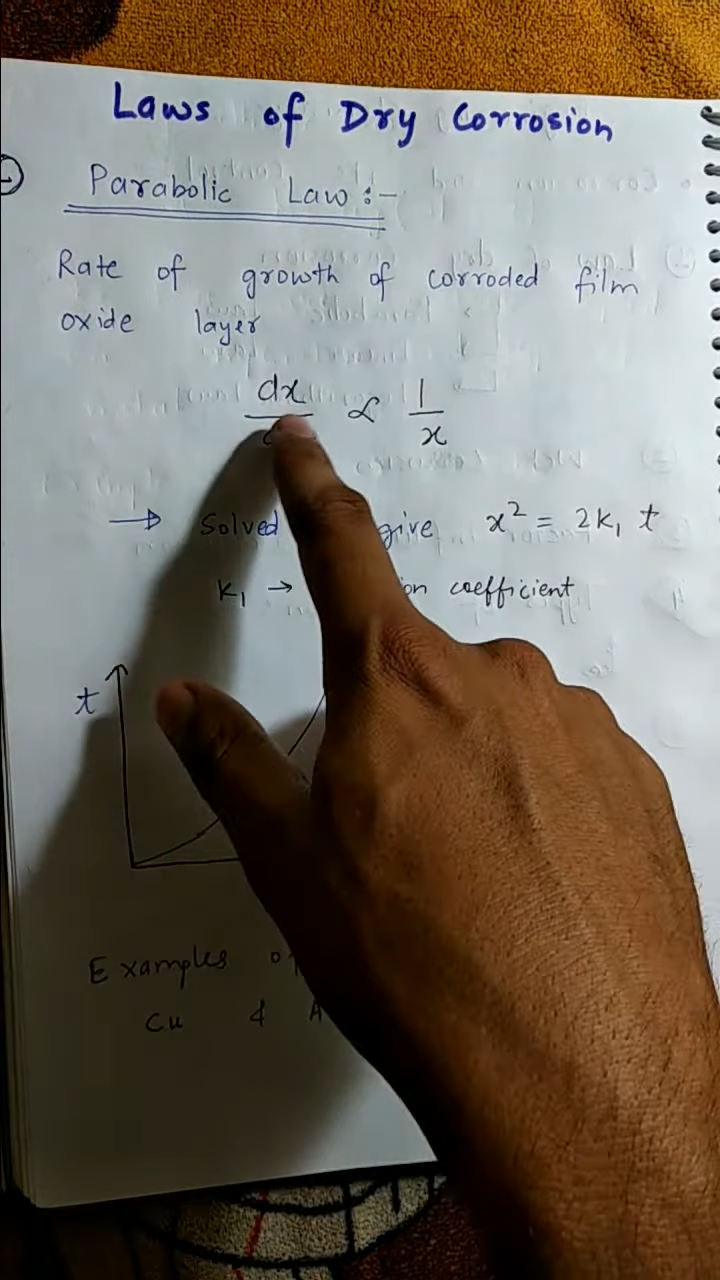 Laws of Dry Corrosion
Parabolic Law :-
Rate of growth of corroded film
oxide layer
dx ∝ 1/x
→ Solved give x² = 2K₁ t
K₁ → coefficient
t
Examples
Cu &